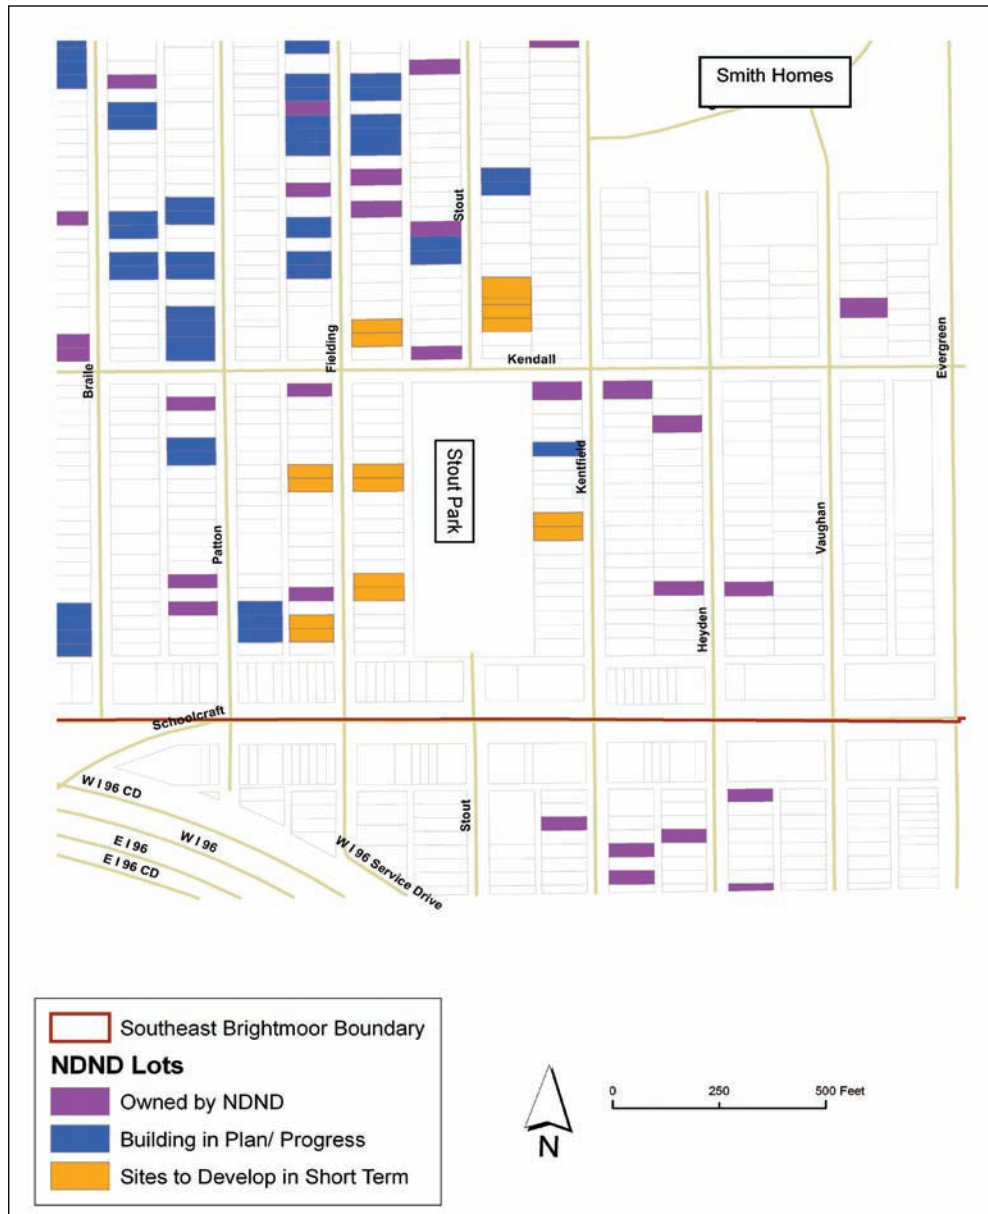 Smith Homes
Stout
Fielding
Kendall
Braile
Evergreen
Stout Park
Kentfield
Patton
Vaughan
Heyden
Schoolcraft
W I 96 CD
W I 96
E I 96
E I 96 CD
W I 96 Service Drive
Stout
Southeast Brightmoor Boundary
NDND Lots
Owned by NDND
Building in Plan/ Progress
Sites to Develop in Short Term
N
0 250 500 Feet